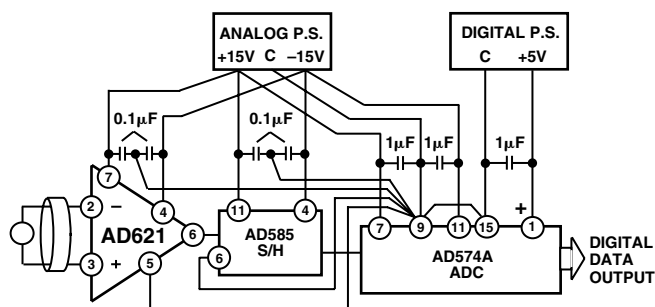 ANALOG P.S.
+15V C –15V
DIGITAL P.S.
C +5V
0.1μF
0.1μF
1μF
1μF
1μF
7
4
11
4
7
9
11
15
+
1
2
–
AD621
6
3
+
5
AD585
S/H
6
AD574A
ADC
DIGITAL
DATA
OUTPUT